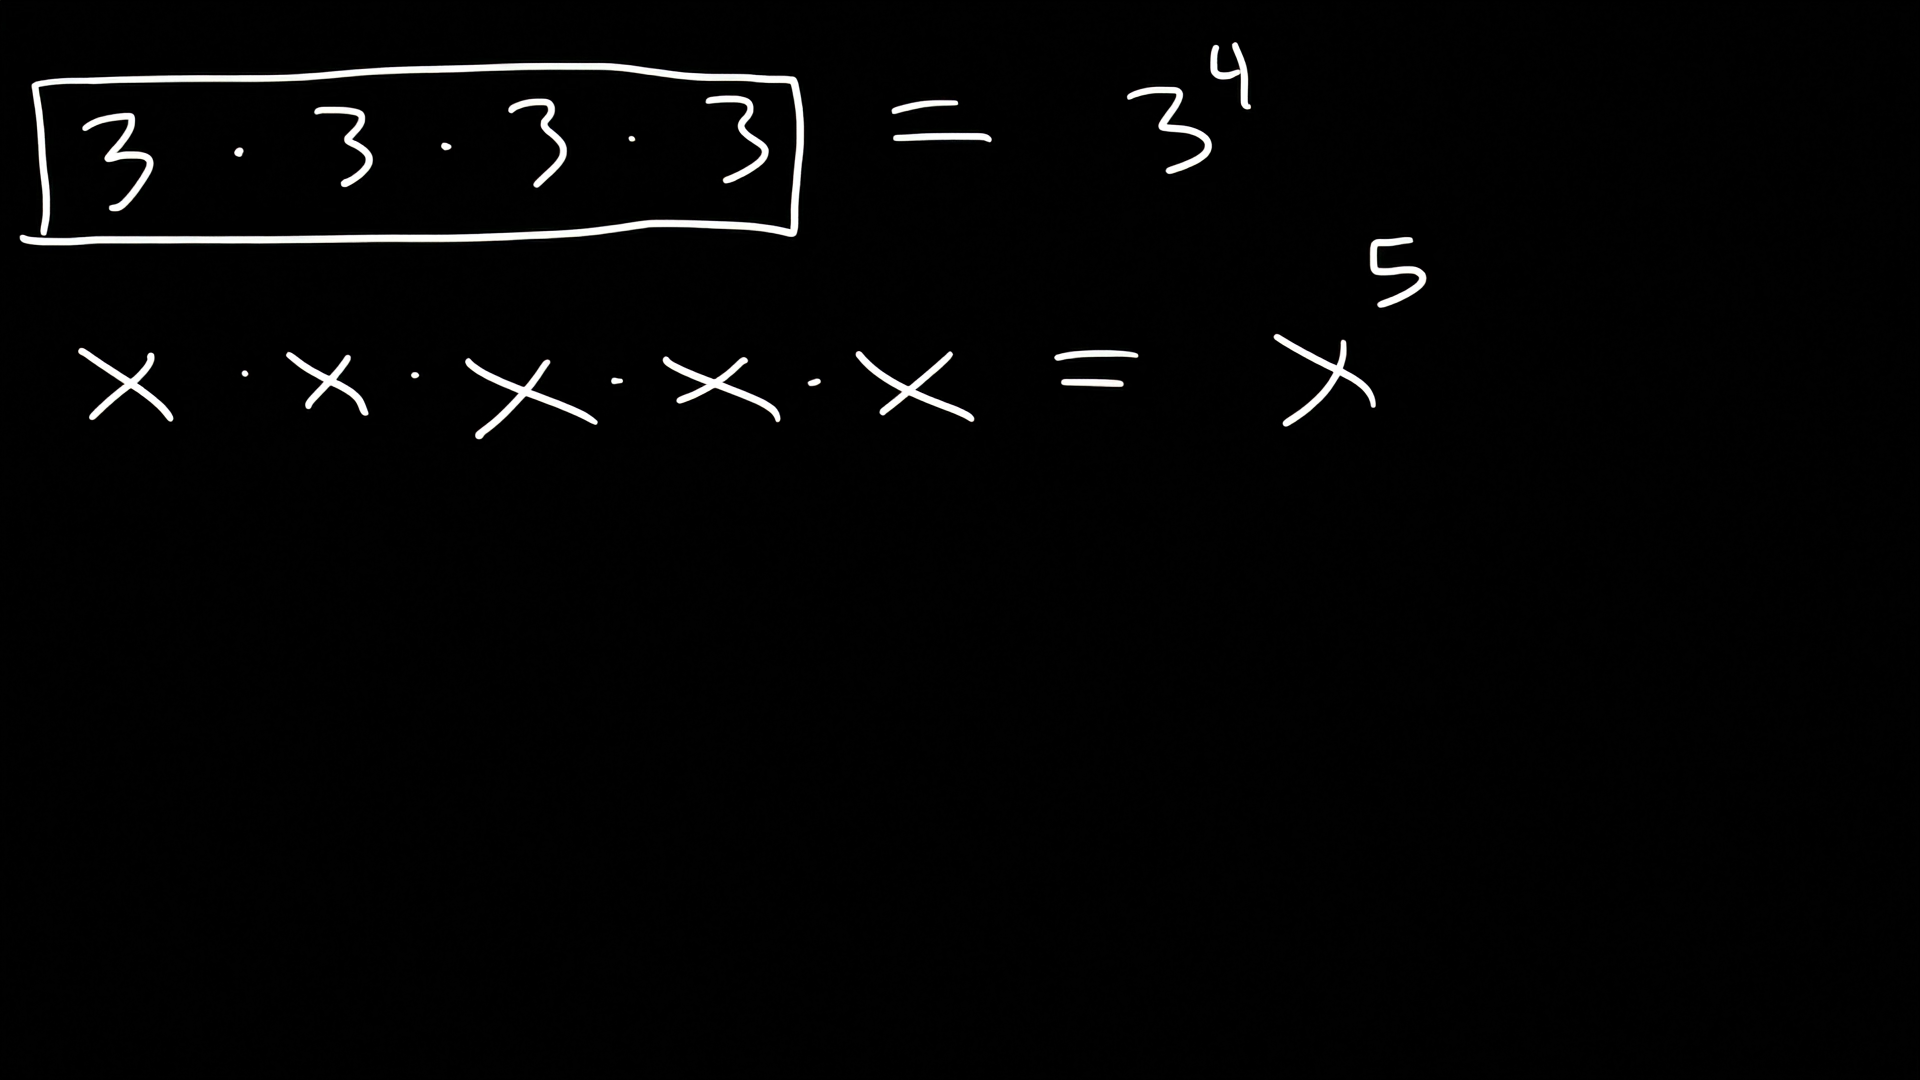 3 · 3 · 3 · 3 = 3⁴
x · x · x · x · x = x⁵